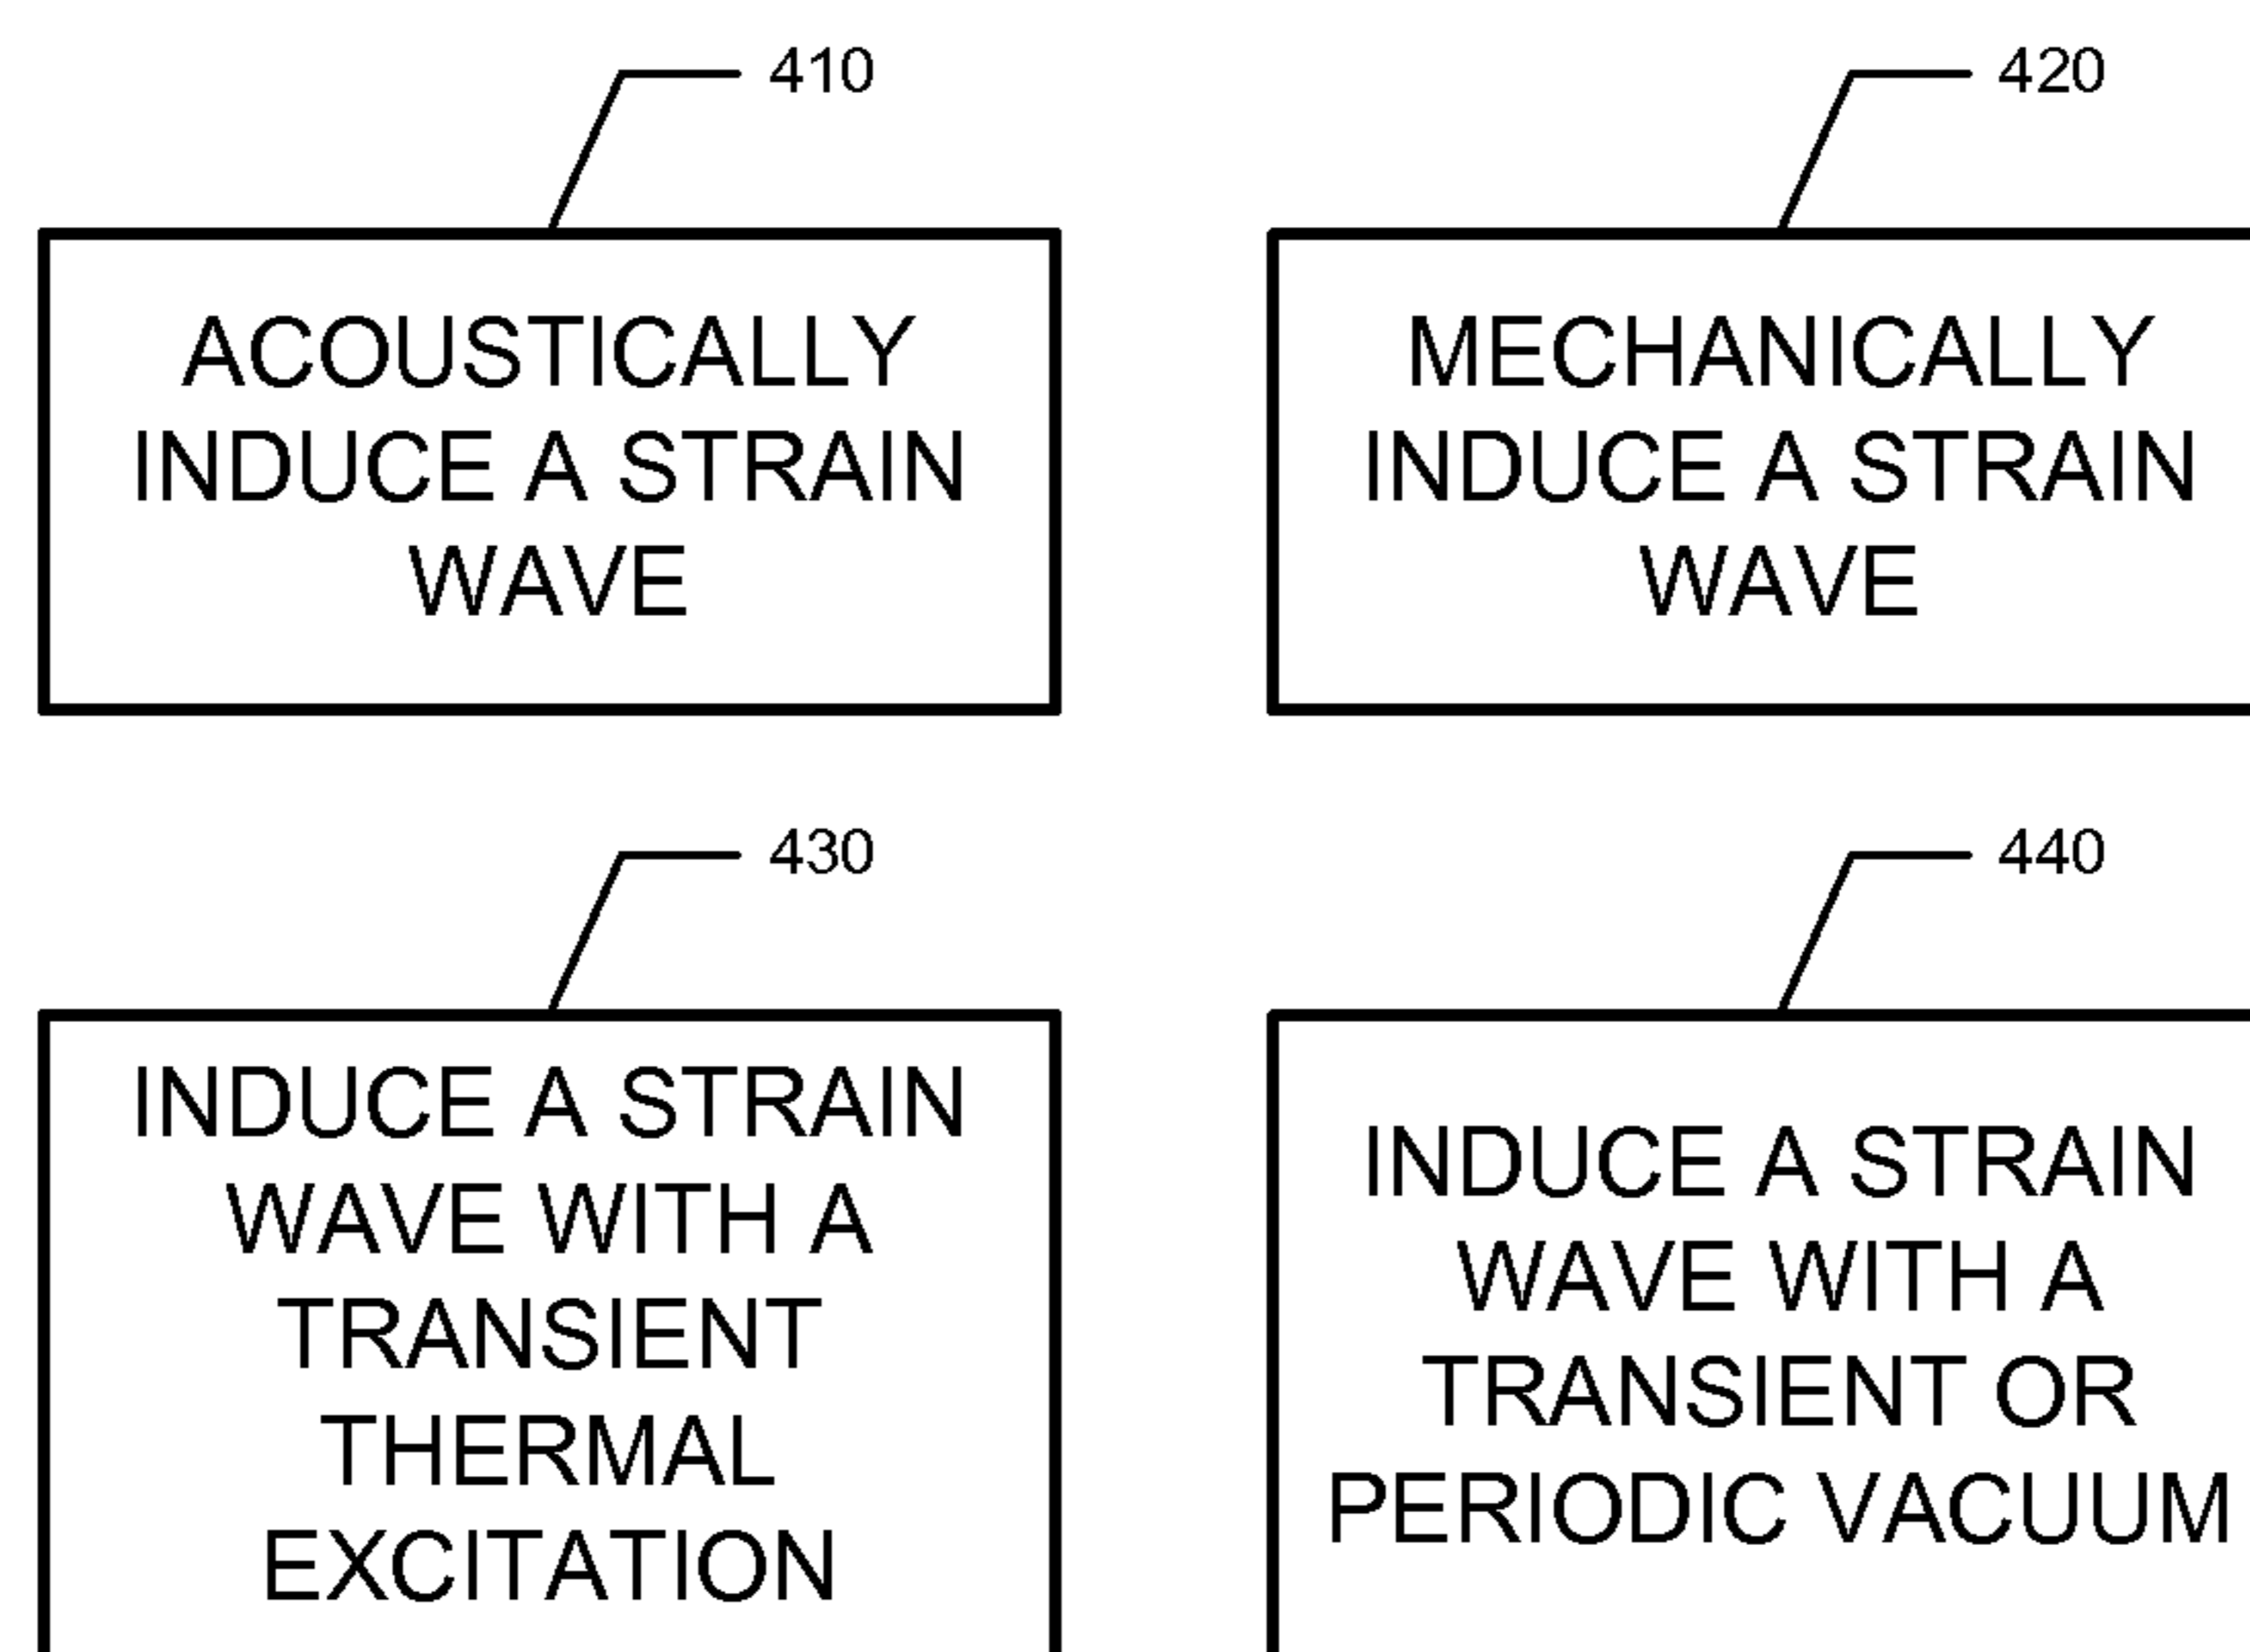 410
ACOUSTICALLY
INDUCE A STRAIN
WAVE
420
MECHANICALLY
INDUCE A STRAIN
WAVE
430
INDUCE A STRAIN
WAVE WITH A
TRANSIENT
THERMAL
EXCITATION
440
INDUCE A STRAIN
WAVE WITH A
TRANSIENT OR
PERIODIC VACUUM